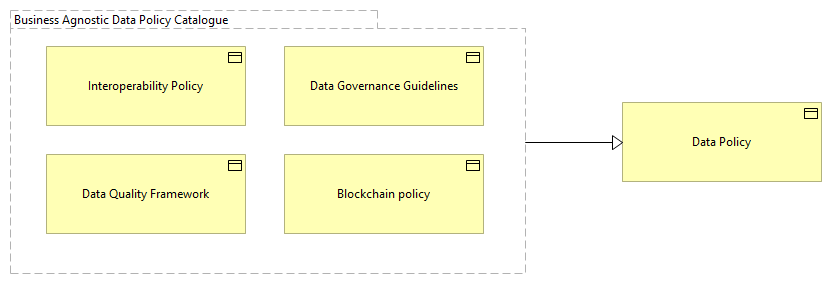 Business Agnostic Data Policy Catalogue
Interoperability Policy
Data Governance Guidelines
Data Policy
Data Quality Framework
Blockchain policy